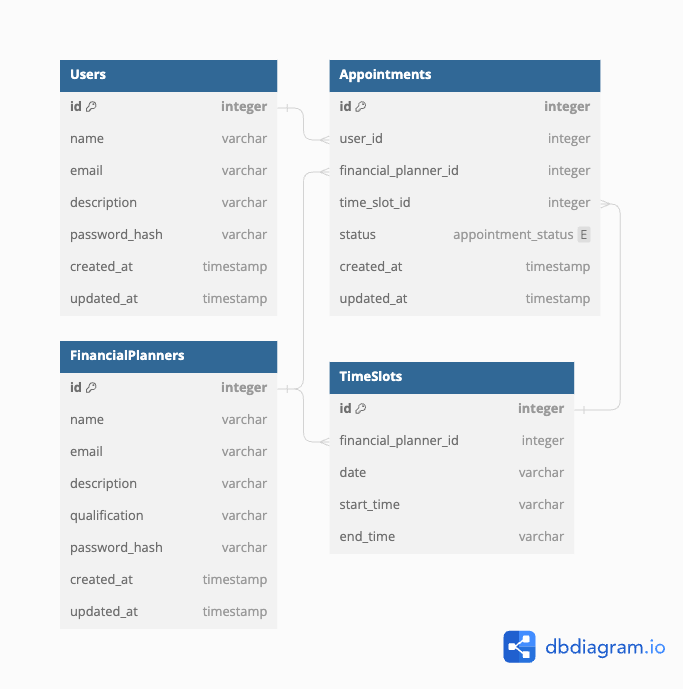 Users
id integer
name varchar
email varchar
description varchar
password_hash varchar
created_at timestamp
updated_at timestamp
Appointments
id integer
user_id integer
financial_planner_id integer
time_slot_id integer
status appointment_status E
created_at timestamp
updated_at timestamp
FinancialPlanners
id integer
name varchar
email varchar
description varchar
qualification varchar
password_hash varchar
created_at timestamp
updated_at timestamp
TimeSlots
id integer
financial_planner_id integer
date varchar
start_time varchar
end_time varchar
dbdiagram.io